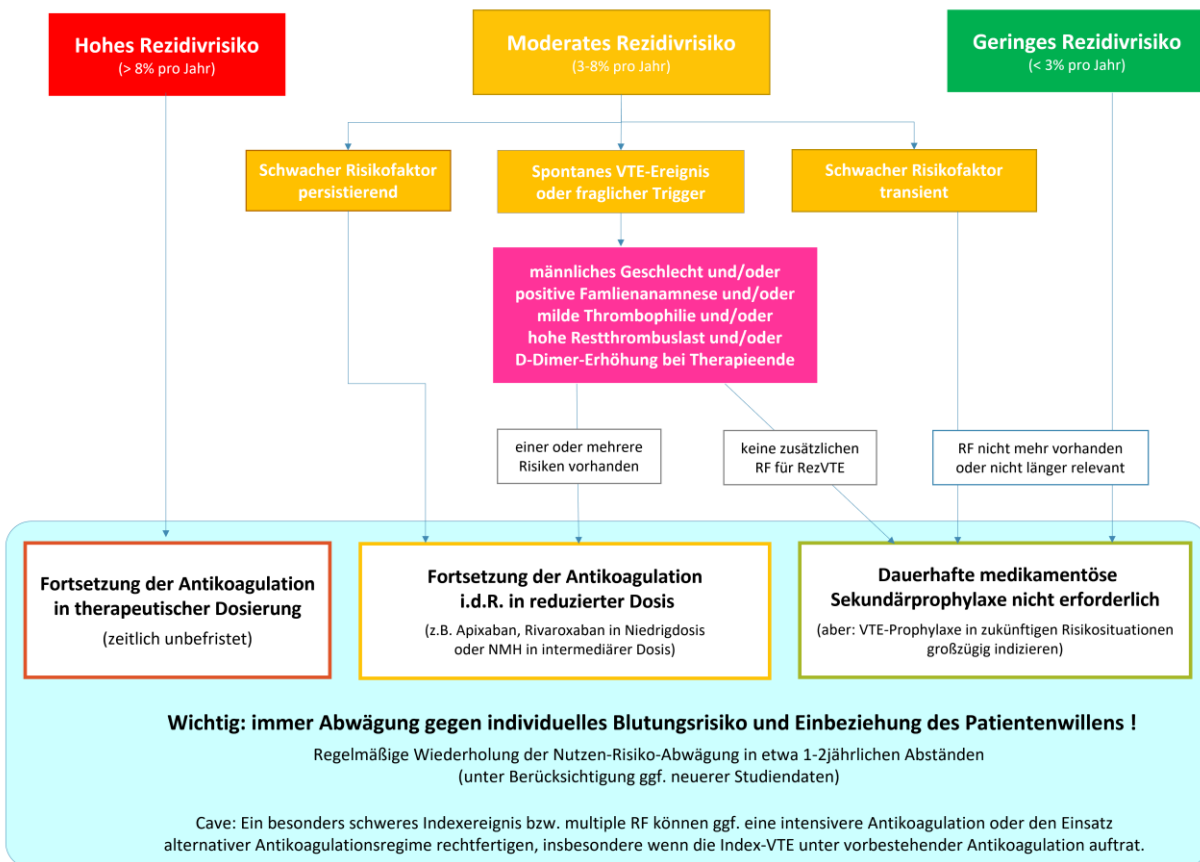 Hohes Rezidivrisiko
(> 8% pro Jahr)
Moderates Rezidivrisiko
(3-8% pro Jahr)
Geringes Rezidivrisiko
(< 3% pro Jahr)
Schwacher Risikofaktor
persistierend
Spontanes VTE-Ereignis
oder fraglicher Trigger
Schwacher Risikofaktor
transient
männliches Geschlecht und/oder
positive Famlienanamnese und/oder
milde Thrombophilie und/oder
hohe Restthrombuslast und/oder
D-Dimer-Erhöhung bei Therapieende
einer oder mehrere
Risiken vorhanden
keine zusätzlichen
RF für RezVTE
RF nicht mehr vorhanden
oder nicht länger relevant
Fortsetzung der Antikoagulation
in therapeutischer Dosierung
(zeitlich unbefristet)
Fortsetzung der Antikoagulation
i.d.R. in reduzierter Dosis
(z.B. Apixaban, Rivaroxaban in Niedrigdosis
oder NMH in intermediärer Dosis)
Dauerhafte medikamentöse
Sekundärprophylaxe nicht erforderlich
(aber: VTE-Prophylaxe in zukünftigen Risikosituationen
großzügig indizieren)
Wichtig: immer Abwägung gegen individuelles Blutungsrisiko und Einbeziehung des Patientenwillens !
Regelmäßige Wiederholung der Nutzen-Risiko-Abwägung in etwa 1-2jährlichen Abständen
(unter Berücksichtigung ggf. neuerer Studiendaten)
Cave: Ein besonders schweres Indexereignis bzw. multiple RF können ggf. eine intensivere Antikoagulation oder den Einsatz
alternativer Antikoagulationsregime rechtfertigen, insbesondere wenn die Index-VTE unter vorbestehender Antikoagulation auftrat.